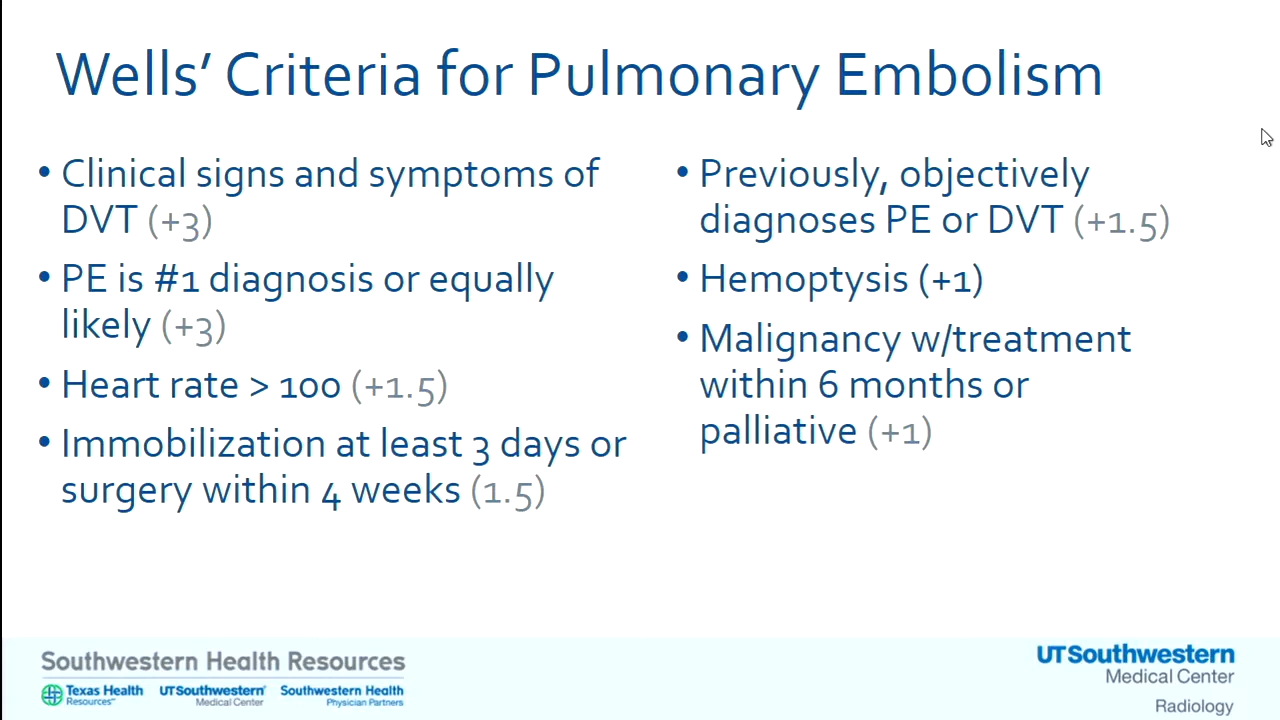 Wells' Criteria for Pulmonary Embolism
• Clinical signs and symptoms of
DVT (+3)
• PE is #1 diagnosis or equally
likely (+3)
• Heart rate > 100 (+1.5)
• Immobilization at least 3 days or
surgery within 4 weeks (1.5)
• Previously, objectively
diagnoses PE or DVT (+1.5)
• Hemoptysis (+1)
• Malignancy w/treatment
within 6 months or
palliative (+1)
Southwestern Health Resources
Texas Health
Resources
UTSouthwestern
Medical Center
Southwestern Health
Physician Partners
UTSouthwestern
Medical Center
Radiology